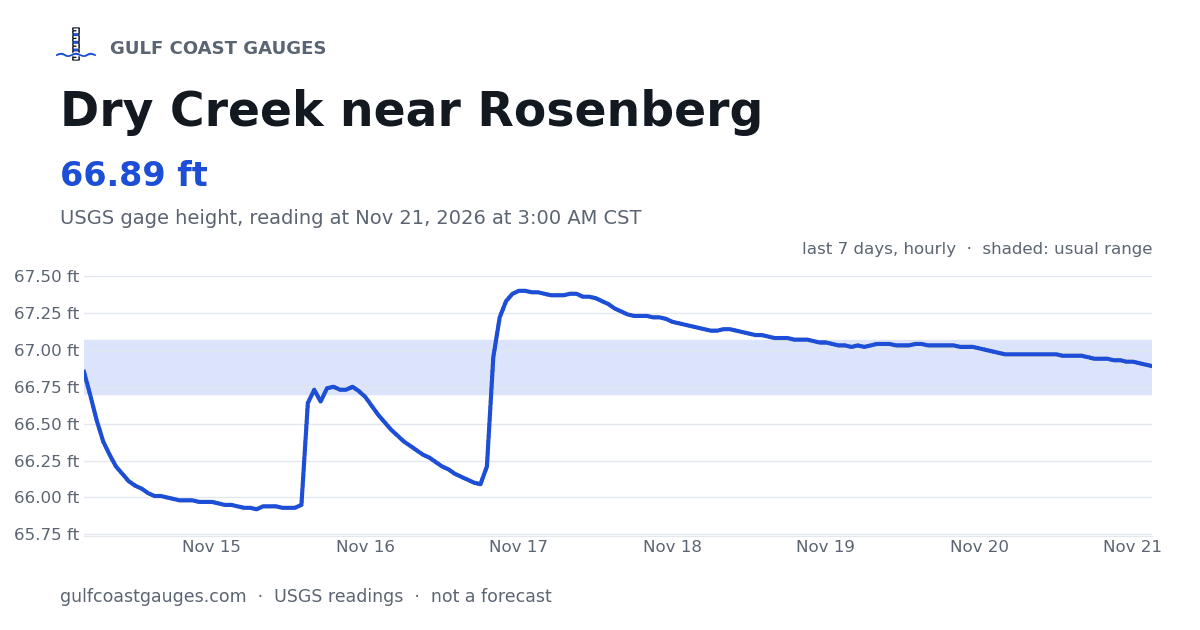 GULF COAST GAUGES
Dry Creek near Rosenberg
66.89 ft
USGS gage height, reading at Nov 21, 2026 at 3:00 AM CST
last 7 days, hourly · shaded: usual range
67.50 ft
67.25 ft
67.00 ft
66.75 ft
66.50 ft
66.25 ft
66.00 ft
65.75 ft
Nov 15 Nov 16 Nov 17 Nov 18 Nov 19 Nov 20 Nov 21
gulfcoastgauges.com · USGS readings · not a forecast